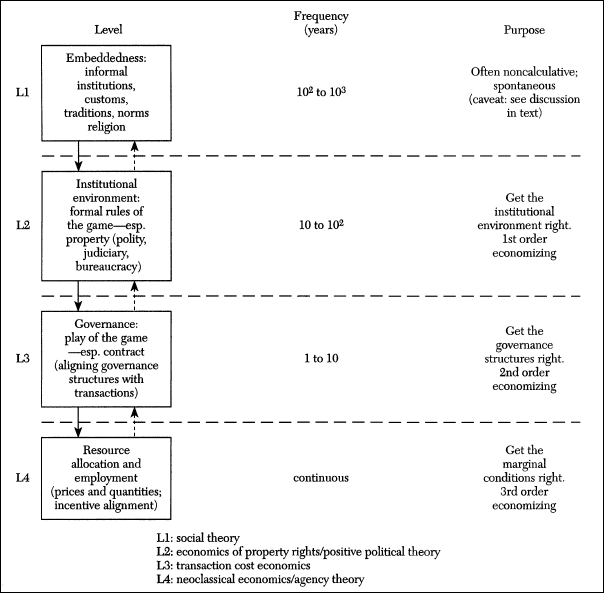 Level
Frequency
(years)
Purpose
L1
Embeddedness:
informal
institutions,
customs,
traditions, norms
religion
10² to 10³
Often noncalculative;
spontaneous
(caveat: see discussion
in text)
L2
Institutional
environment:
formal rules of
the game—esp.
property (polity,
judiciary,
bureaucracy)
10 to 10²
Get the
institutional
environment right.
1st order
economizing
L3
Governance:
play of the game
—esp. contract
(aligning governance
structures with
transactions)
1 to 10
Get the
governance
structures right.
2nd order
economizing
L4
Resource
allocation and
employment
(prices and quantities;
incentive alignment)
continuous
Get the
marginal
conditions right.
3rd order
economizing
L1: social theory
L2: economics of property rights/positive political theory
L3: transaction cost economics
L4: neoclassical economics/agency theory